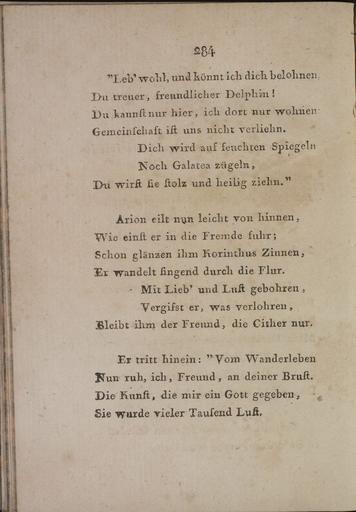 284
"Leb' wohl, und könnt ich dich belohnen,
Du treuer, freundlicher Delphin!
Du kannst nur hier, ich dort nur wohnen:
Gemeinschaft ist uns nicht verliehn.
Dich wird auf feuchten Spiegeln
Noch Galatea zügeln,
Du wirst sie stolz und heilig ziehn."
Arion eilt nun leicht von hinnen,
Wie einst er in die Fremde fuhr;
Schon glänzen ihm Korinthus Zinnen,
Er wandelt singend durch die Flur.
Mit Lieb' und Lust gebohren,
Vergifst er, was verlohren,
Bleibt ihm der Freund, die Cither nur.
Er tritt hinein: "Vom Wanderleben
Nun ruh, ich, Freund, an deiner Brust.
Die Kunst, die mir ein Gott gegeben,
Sie wurde vieler Tausend Lust.